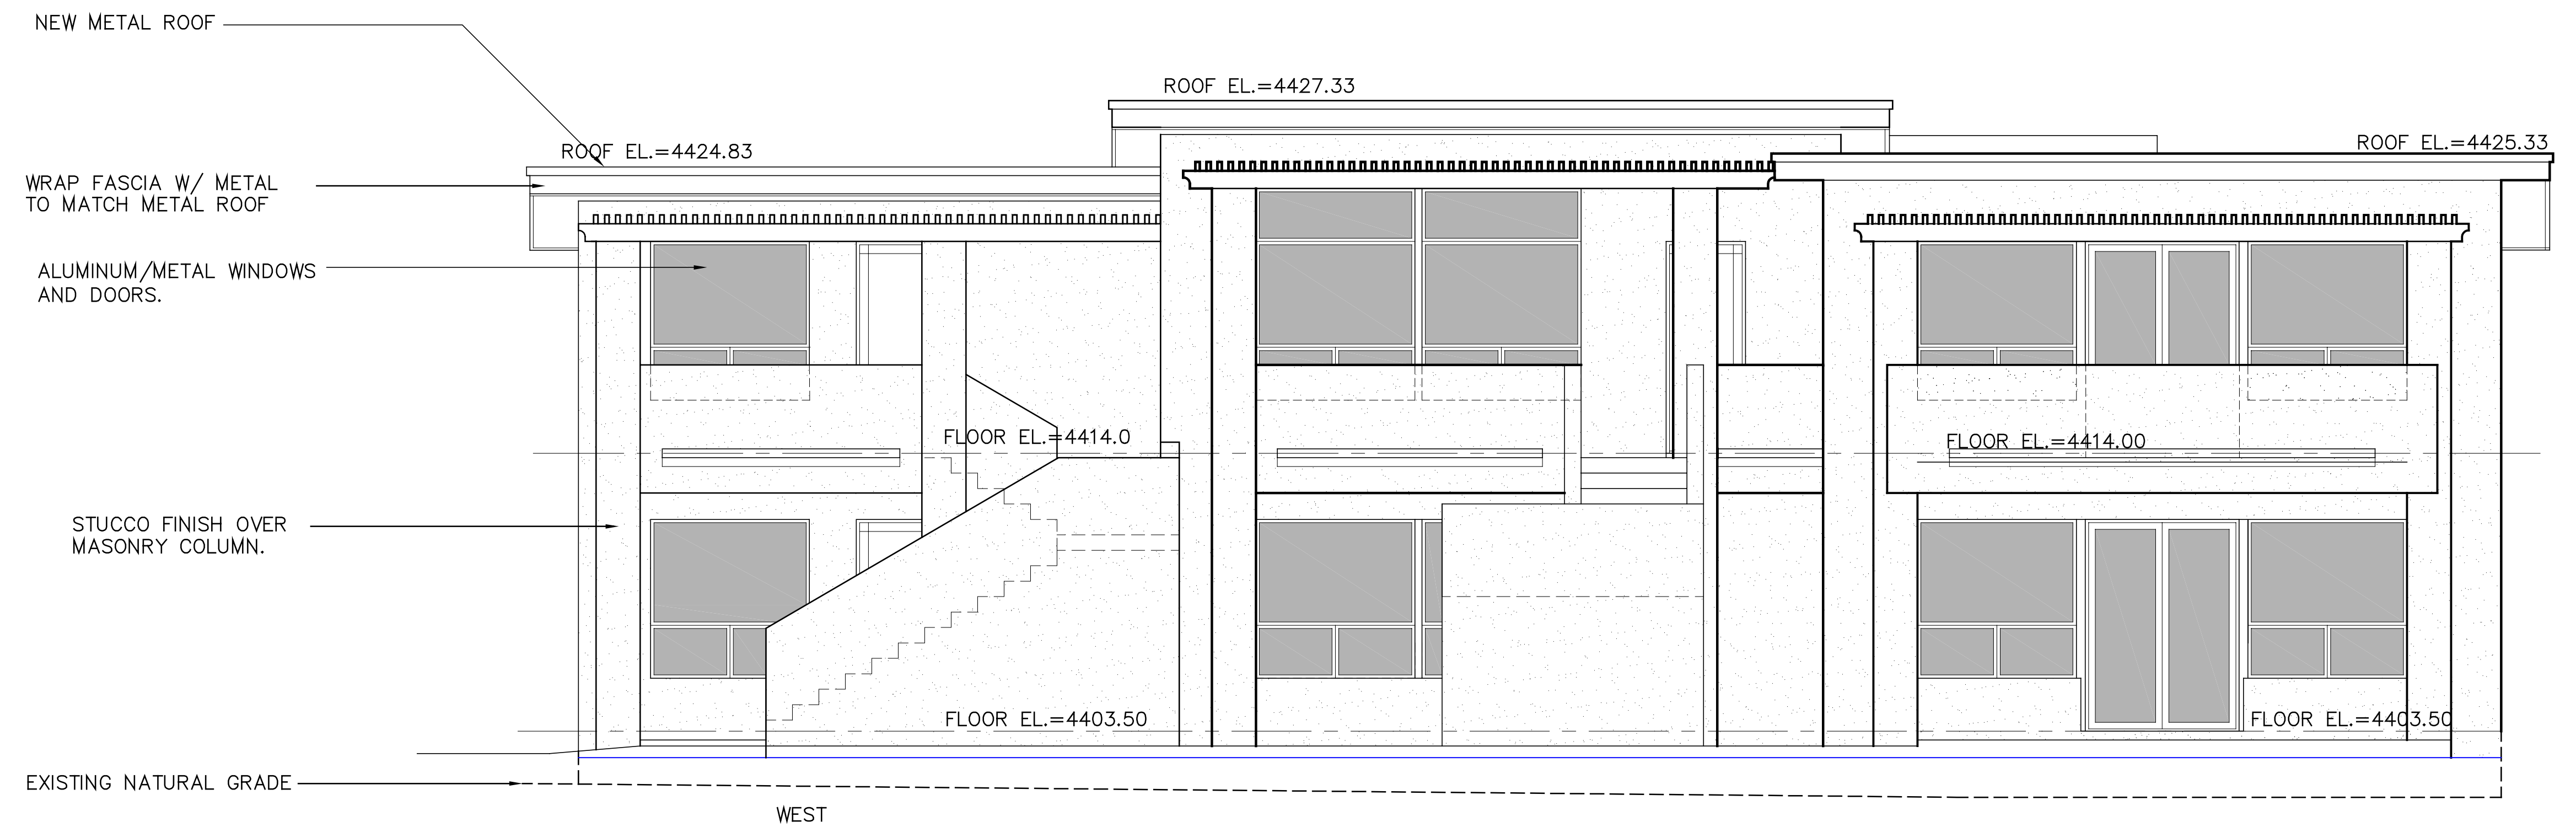 NEW METAL ROOF
ROOF EL.=4427.33
ROOF EL.=4424.83
ROOF EL.=4425.33
WRAP FASCIA W/ METAL
TO MATCH METAL ROOF
ALUMINUM/METAL WINDOWS
AND DOORS.
FLOOR EL.=4414.0
FLOOR EL.=4414.00
STUCCO FINISH OVER
MASONRY COLUMN.
FLOOR EL.=4403.50
FLOOR EL.=4403.50
EXISTING NATURAL GRADE
WEST